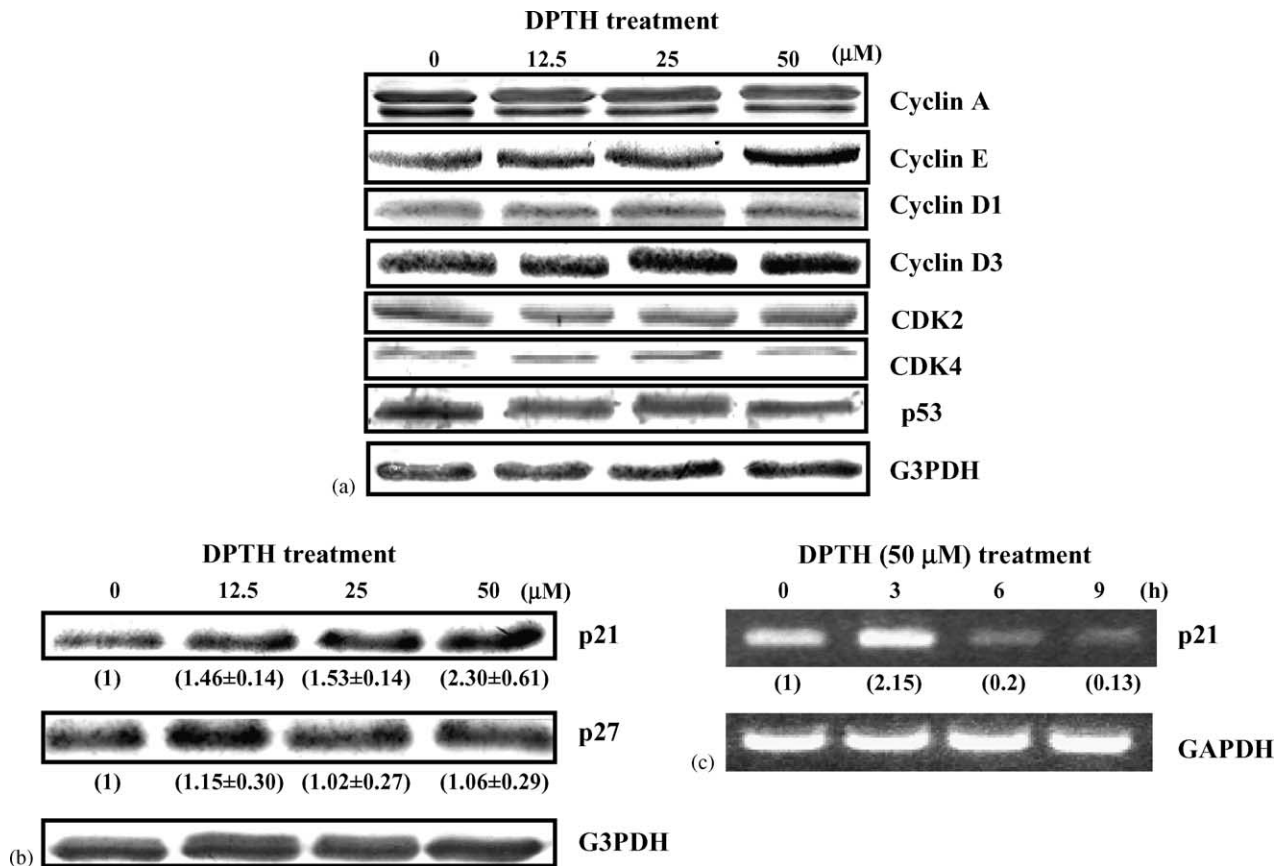 DPTH treatment
0 12.5 25 50 (μM)
Cyclin A
Cyclin E
Cyclin D1
Cyclin D3
CDK2
CDK4
p53
G3PDH
(a)
DPTH treatment
0 12.5 25 50 (μM)
p21
(1) (1.46±0.14) (1.53±0.14) (2.30±0.61)
p27
(1) (1.15±0.30) (1.02±0.27) (1.06±0.29)
G3PDH
(b)
DPTH (50 μM) treatment
0 3 6 9 (h)
p21
(1) (2.15) (0.2) (0.13)
GAPDH
(c)